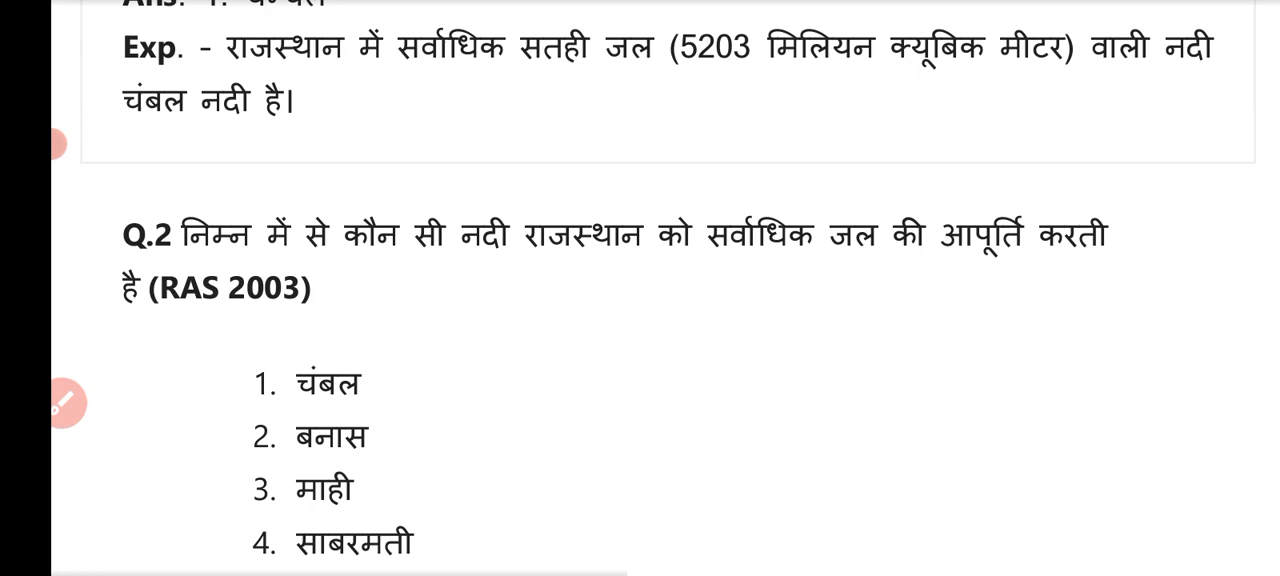 Exp. - राजस्थान में सर्वाधिक सतही जल (5203 मिलियन क्यूबिक मीटर) वाली नदी
चंबल नदी है।
Q.2 निम्न में से कौन सी नदी राजस्थान को सर्वाधिक जल की आपूर्ति करती
है (RAS 2003)
1. चंबल
2. बनास
3. माही
4. साबरमती